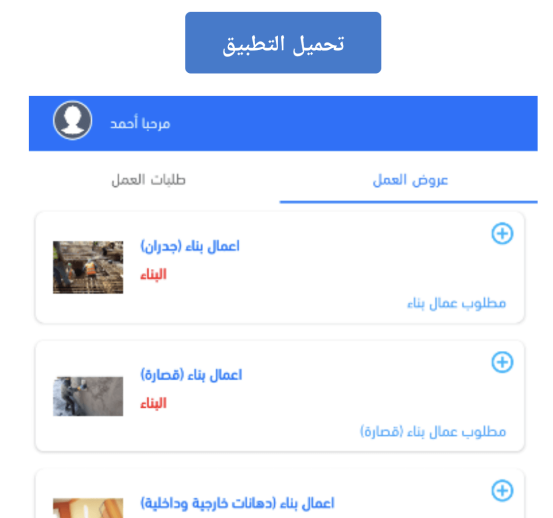 تحميل التطبيق
مرحبا أحمد
عروض العمل
طلبات العمل
اعمال بناء (جدران)
البناء
مطلوب عمال بناء
اعمال بناء (قصارة)
البناء
مطلوب عمال بناء (قصارة)
اعمال بناء (دهانات خارجية وداخلية)